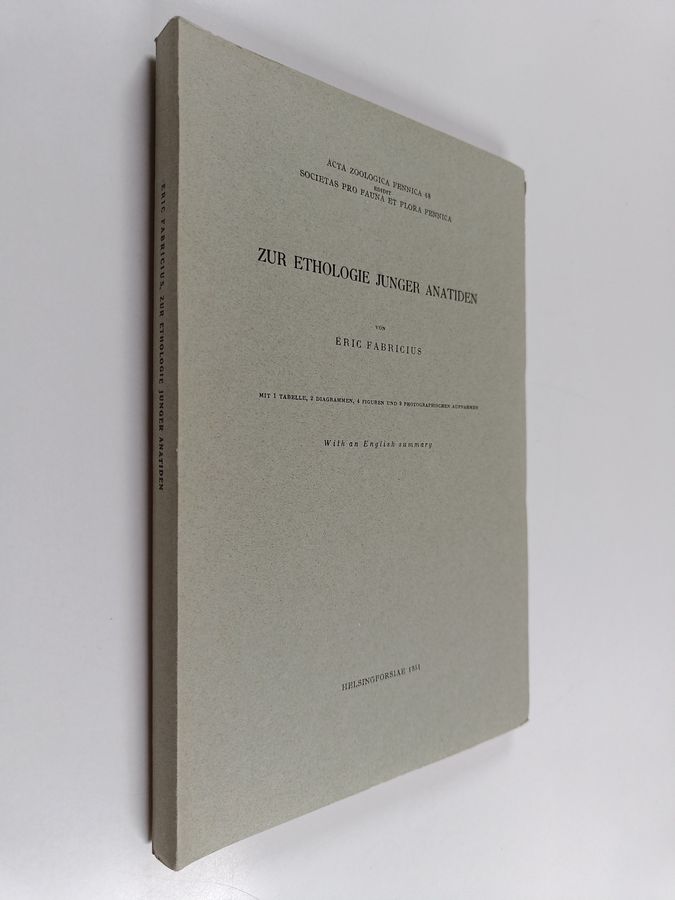 ACTA ZOOLOGICA FENNICA 68
EDIDIT
SOCIETAS PRO FAUNA ET FLORA FENNICA
ZUR ETHOLOGIE JUNGER ANATIDEN
VON
ERIC FABRICIUS
MIT 1 TABELLE, 2 DIAGRAMMEN, 4 FIGUREN UND 9 PHOTOGRAPHISCHEN AUFNAHMEN
With an English summary
HELSINGFORSIAE 1951
ERIC FABRICIUS, ZUR ETHOLOGIE JUNGER ANATIDEN